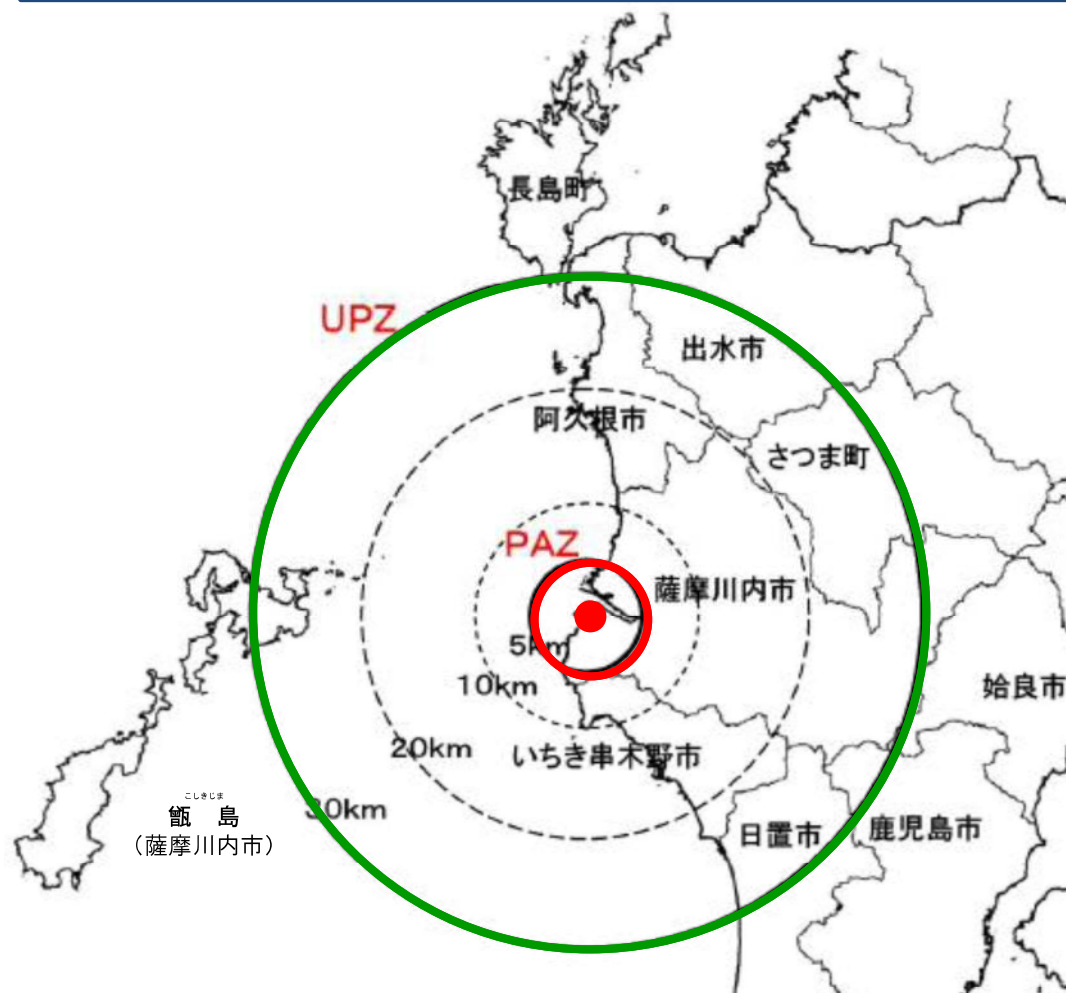 長島町
UPZ
出水市
阿久根市
さつま町
PAZ
薩摩川内市
5km
10km
姶良市
20km
いちき串木野市
30km
こしきじま
甑島
(薩摩川内市)
日置市
鹿児島市